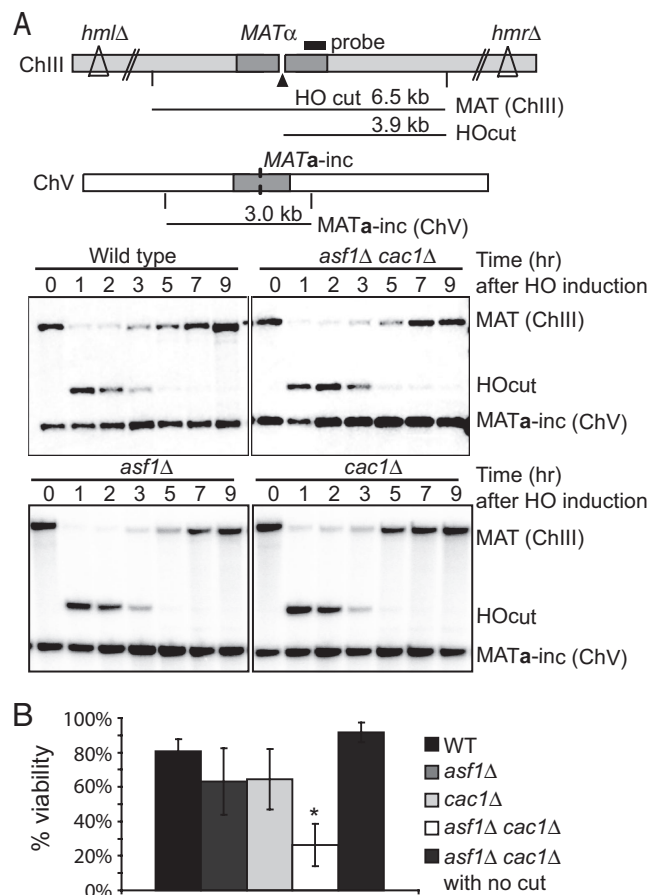 A
hmlΔ MATα hmrΔ
probe
ChIII
HO cut 6.5 kb MAT (ChIII)
3.9 kb HOcut
MATa-inc
ChV
3.0 kb MATa-inc (ChV)
Wild type asf1Δ cac1Δ Time (hr)
0 1 2 3 5 7 9 0 1 2 3 5 7 9 after HO induction
MAT (ChIII)
HOcut
MATa-inc (ChV)
asf1Δ cac1Δ Time (hr)
0 1 2 3 5 7 9 0 1 2 3 5 7 9 after HO induction
MAT (ChIII)
HOcut
MATa-inc (ChV)
B
% viability
100%
80%
60%
40%
20%
0%
*
WT
asf1Δ
cac1Δ
asf1Δ cac1Δ
asf1Δ cac1Δ
with no cut